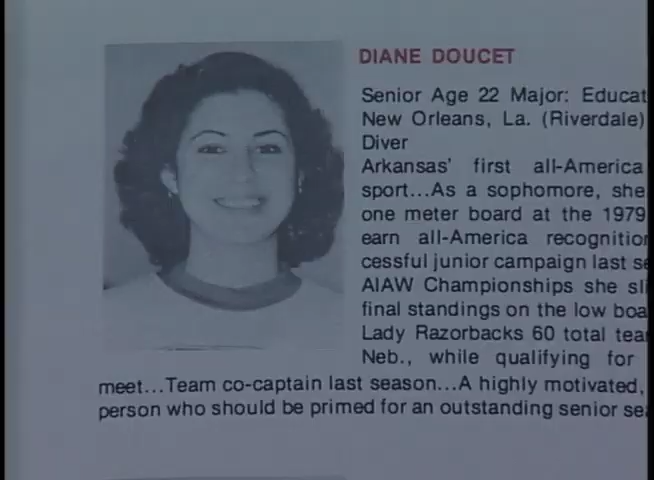 DIANE DOUCET
Senior Age 22 Major: Educat
New Orleans, La. (Riverdale)
Diver
Arkansas' first all-America
sport...As a sophomore, she
one meter board at the 1979
earn all-America recognitio
cessful junior campaign last se
AIAW Championships she sli
final standings on the low boa
Lady Razorbacks 60 total tea
Neb., while qualifying for
meet...Team co-captain last season...A highly motivated,
person who should be primed for an outstanding senior se